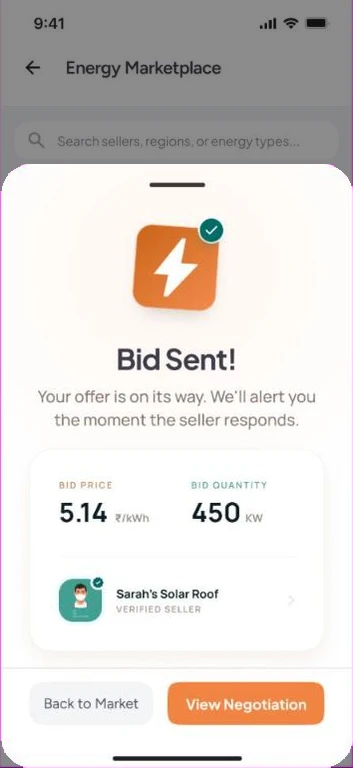 9:41
Energy Marketplace
Search sellers, regions, or energy types...
Bid Sent!
Your offer is on its way. We'll alert you
the moment the seller responds.
BID PRICE BID QUANTITY
5.14 ₹/kWh 450 KW
Sarah's Solar Roof
VERIFIED SELLER
Back to Market View Negotiation